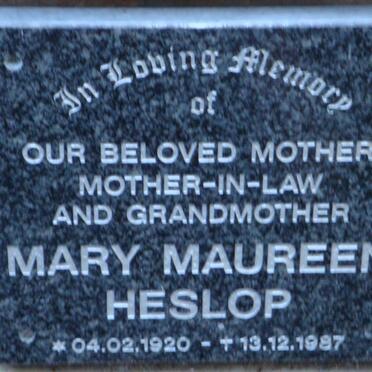 In Loving Memory
of
OUR BELOVED MOTHER
MOTHER-IN-LAW
AND GRANDMOTHER
MARY MAUREEN
HESLOP
* 04.02.1920 - † 13.12.1987